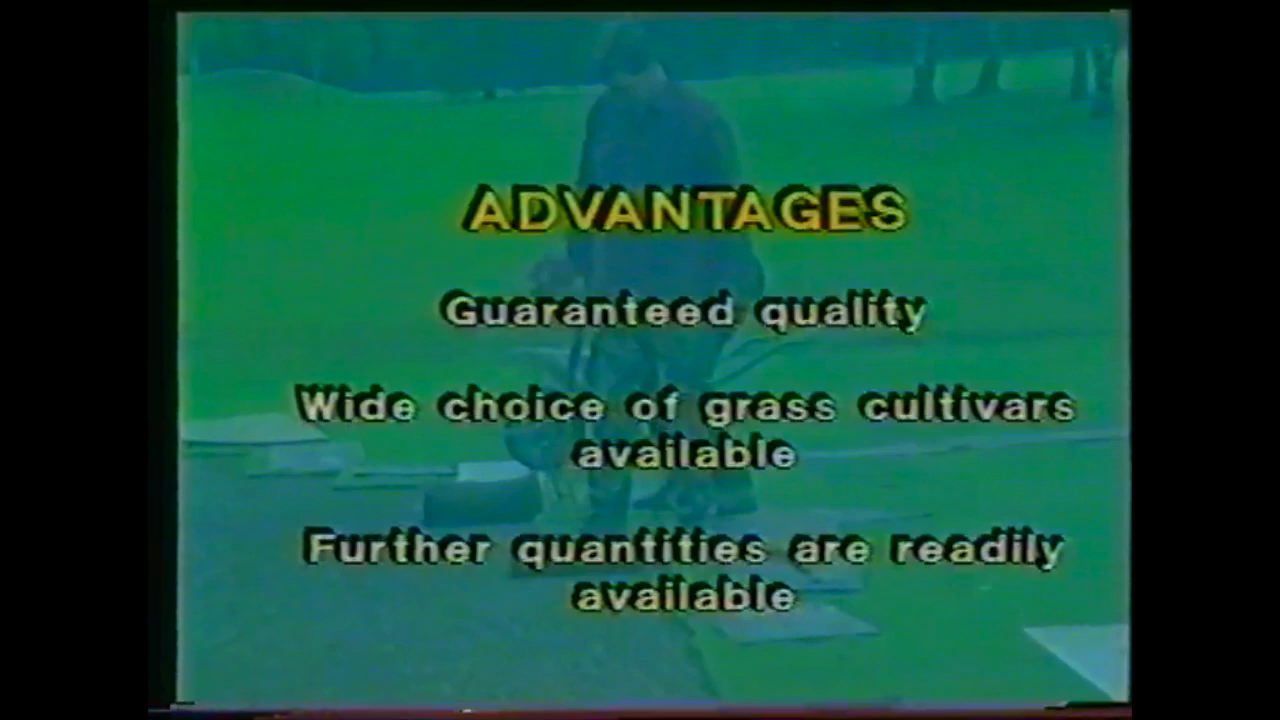 ADVANTAGES
Guaranteed quality
Wide choice of grass cultivars
available
Further quantities are readily
available